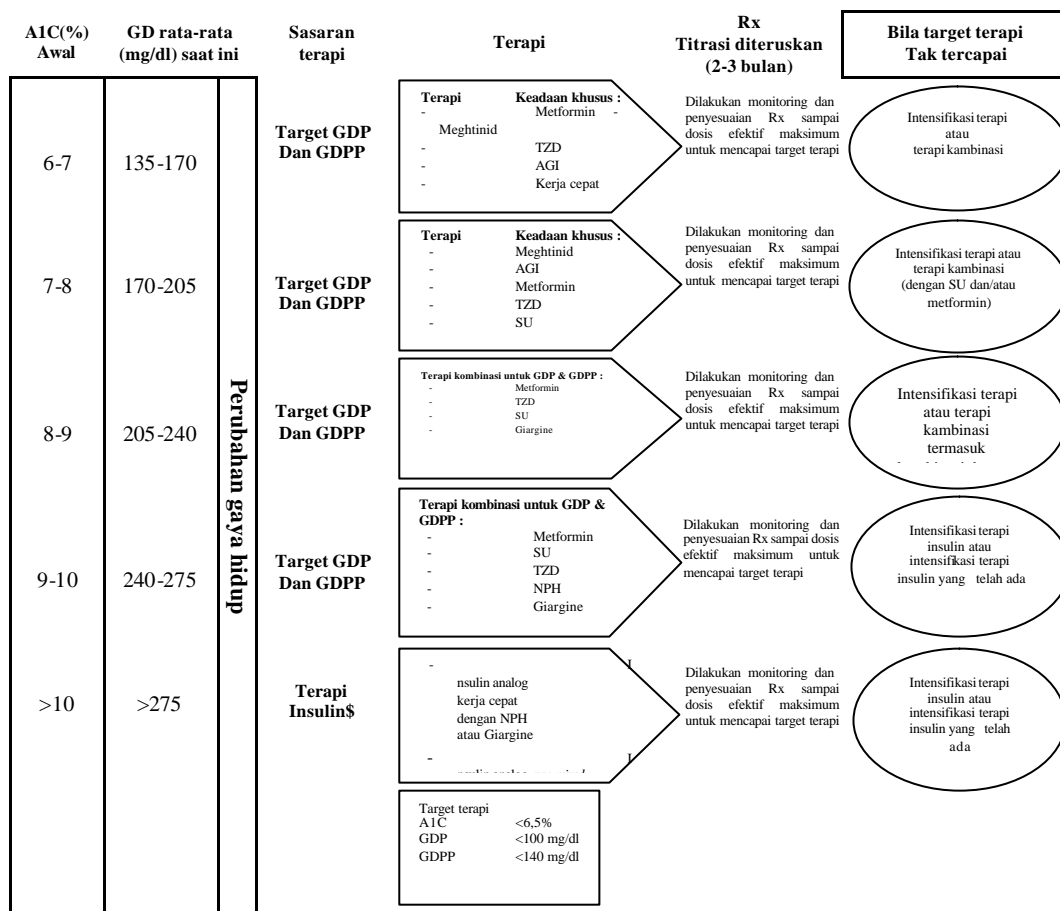 A1C(%)
Awal
GD rata-rata
(mg/dl) saat ini
Sasaran
terapi
Terapi
Rx
Titrasi diteruskan
(2-3 bulan)
Bila target terapi
Tak tercapai
Perubahan gaya hidup
6-7
135-170
Target GDP
Dan GDPP
Terapi Keadaan khusus :
- Metformin -
Meghtinid
- TZD
- AGI
- Kerja cepat
Dilakukan monitoring dan
penyesuaian Rx sampai
dosis efektif maksimum
untuk mencapai target terapi
Intensifikasi terapi
atau
terapi kambinasi
7-8
170-205
Target GDP
Dan GDPP
Terapi Keadaan khusus :
- Meghtinid
- AGI
- Metformin
- TZD
- SU
Dilakukan monitoring dan
penyesuaian Rx sampai
dosis efektif maksimum
untuk mencapai target terapi
Intensifikasi terapi atau
terapi kambinasi
(dengan SU dan/atau
metformin)
8-9
205-240
Target GDP
Dan GDPP
Terapi kombinasi untuk GDP & GDPP :
- Metformin
- TZD
- SU
- Giargine
Dilakukan monitoring dan
penyesuaian Rx sampai
dosis efektif maksimum
untuk mencapai target terapi
Intensifikasi terapi
atau terapi
kambinasi
termasuk
9-10
240-275
Target GDP
Dan GDPP
Terapi kombinasi untuk GDP &
GDPP :
- Metformin
- SU
- TZD
- NPH
- Giargine
Dilakukan monitoring dan
penyesuaian Rx sampai dosis
efektif maksimum untuk
mencapai target terapi
Intensifikasi terapi
insulin atau
intensifikasi terapi
insulin yang telah ada
>10
>275
Terapi
Insulin$
- I
nsulin analog
kerja cepat
dengan NPH
atau Giargine
- I
nsulin analog
Dilakukan monitoring dan
penyesuaian Rx sampai
dosis efektif maksimum
untuk mencapai target terapi
Intensifikasi terapi
insulin atau
intensifikasi terapi
insulin yang telah
ada
Target terapi
A1C <6,5%
GDP <100 mg/dl
GDPP <140 mg/dl